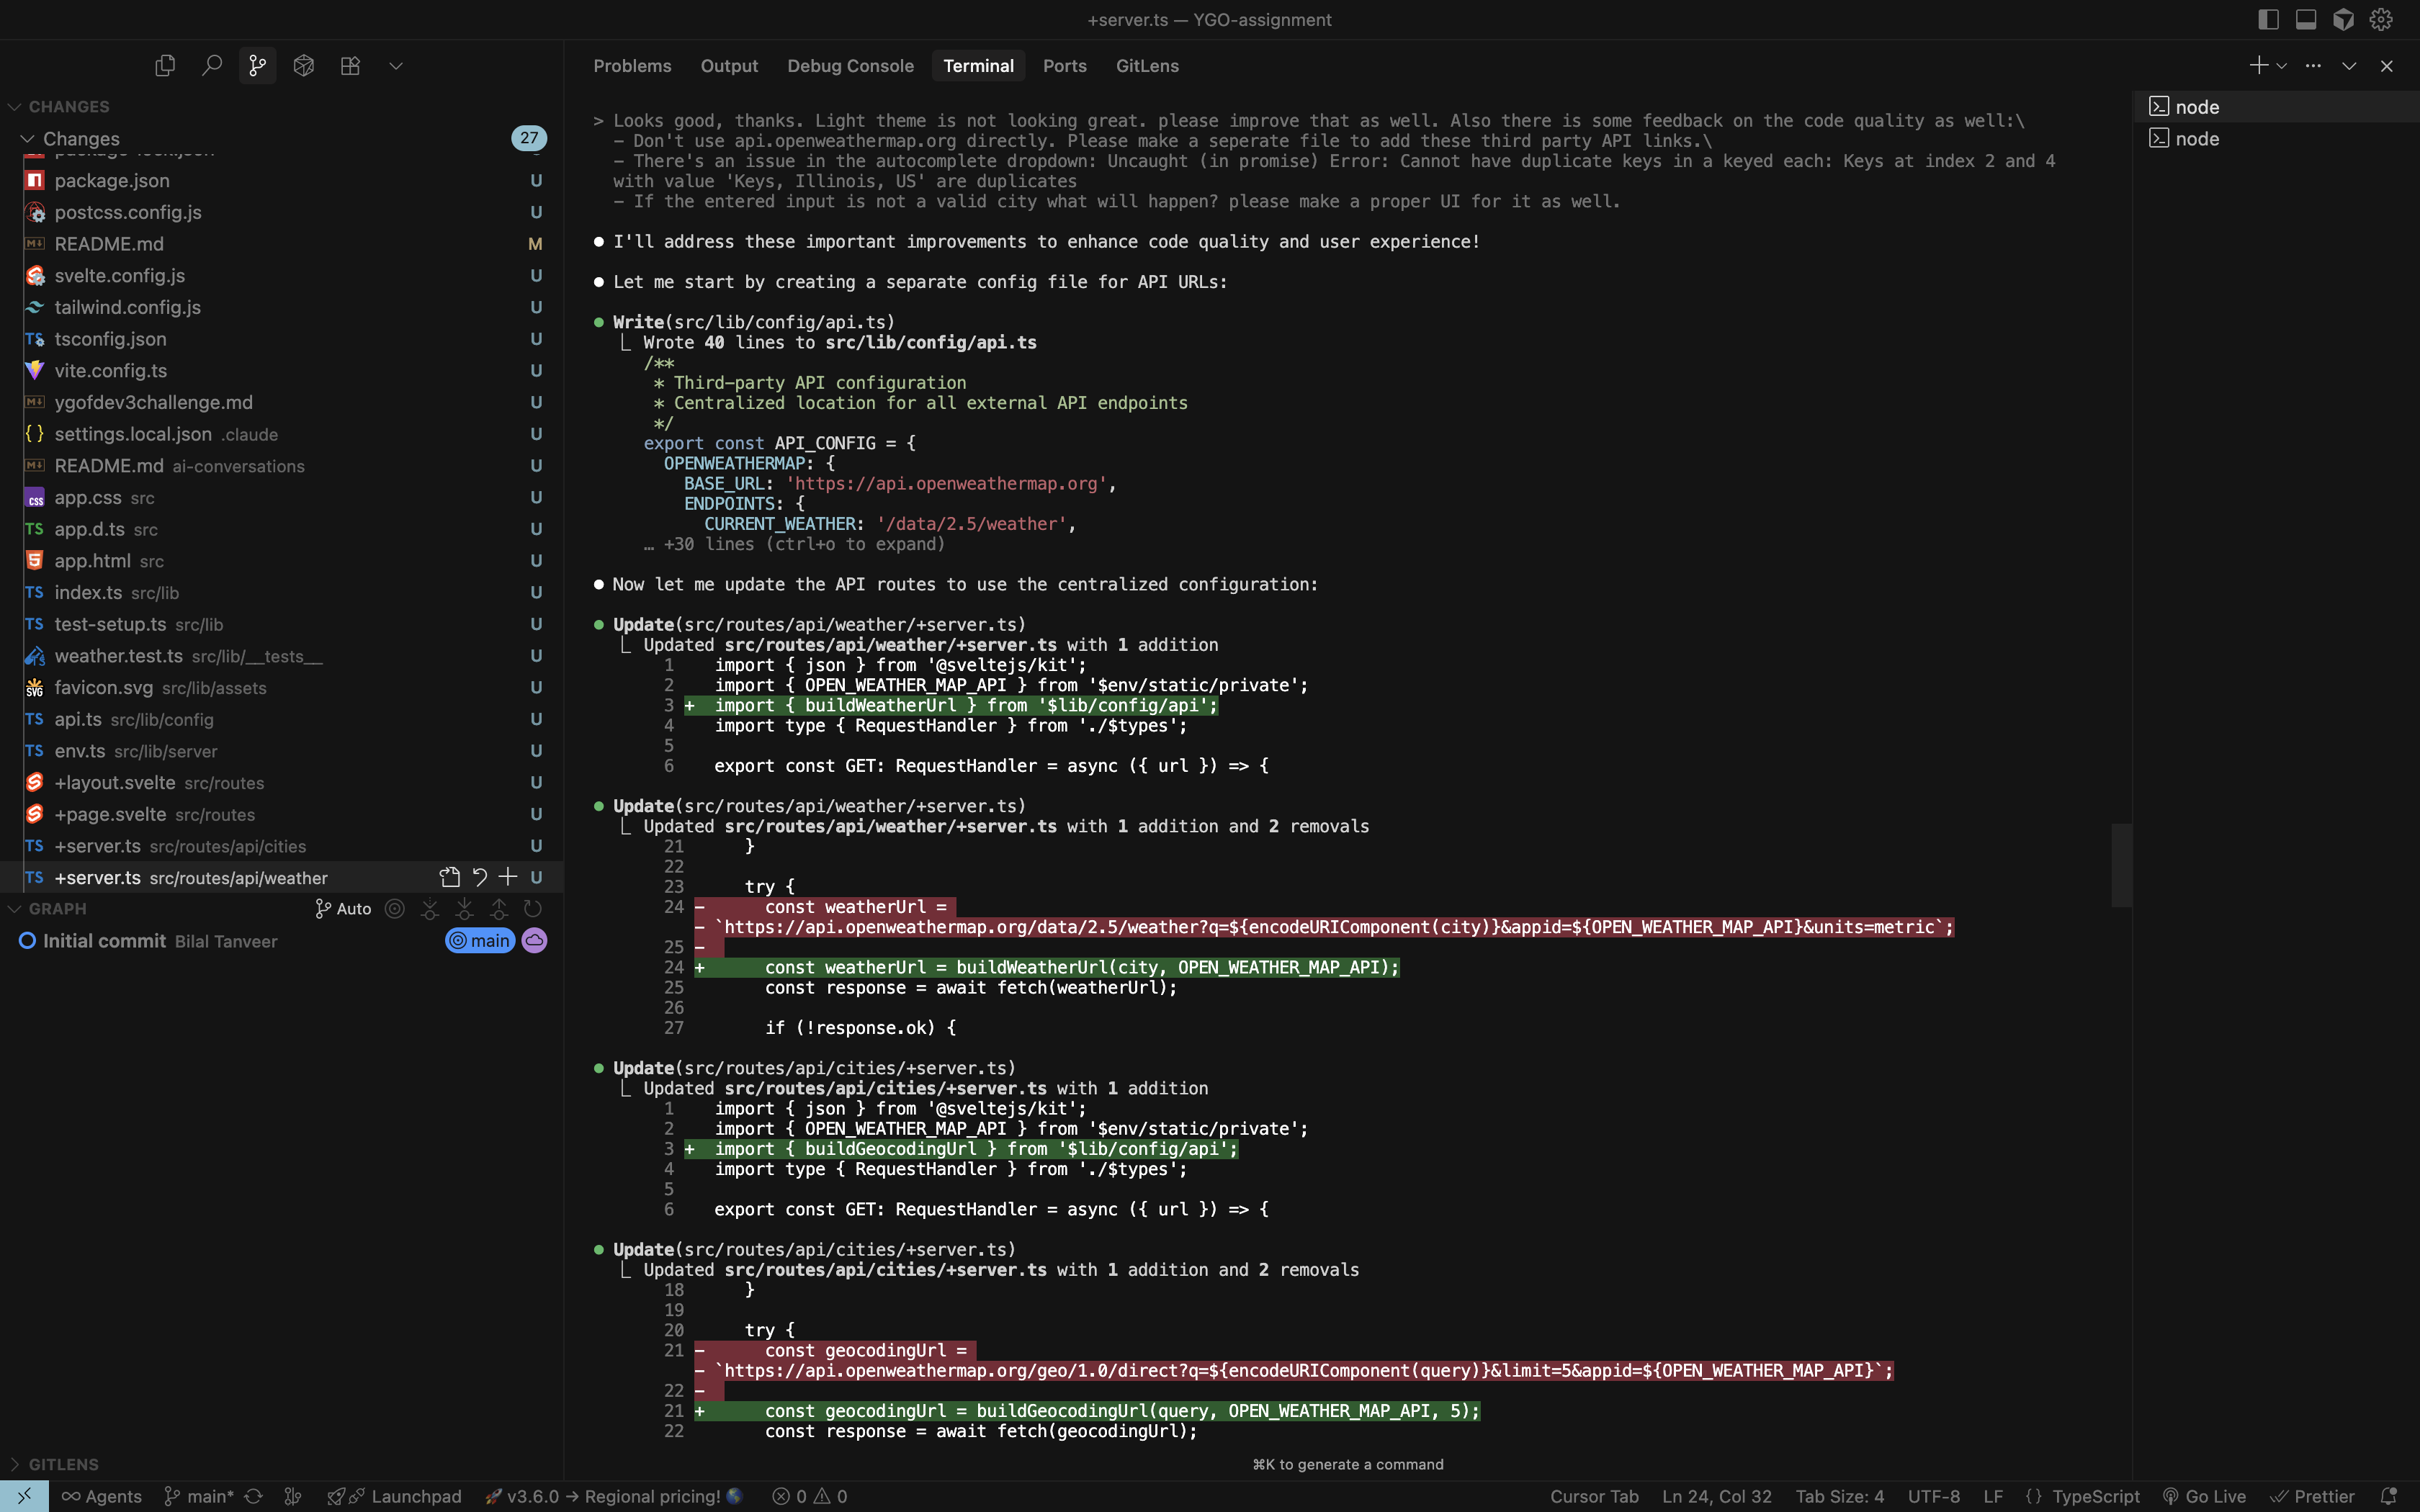 +server.ts — YGO-assignment
Problems Output Debug Console Terminal Ports GitLens
CHANGES
Changes 27
package.json U
postcss.config.js U
README.md M
svelte.config.js U
tailwind.config.js U
tsconfig.json U
vite.config.ts U
ygofdev3challenge.md U
settings.local.json .claude U
README.md ai-conversations U
app.css src U
app.d.ts src U
app.html src U
index.ts src/lib U
test-setup.ts src/lib U
weather.test.ts src/lib/__tests__ U
favicon.svg src/lib/assets U
api.ts src/lib/config U
env.ts src/lib/server U
+layout.svelte src/routes U
+page.svelte src/routes U
+server.ts src/routes/api/cities U
+server.ts src/routes/api/weather U
GRAPH Auto
Initial commit Bilal Tanveer main
GITLENS
> Looks good, thanks. Light theme is not looking great. please improve that as well. Also there is some feedback on the code quality as well:\
- Don't use api.openweathermap.org directly. Please make a seperate file to add these third party API links.\
- There's an issue in the autocomplete dropdown: Uncaught (in promise) Error: Cannot have duplicate keys in a keyed each: Keys at index 2 and 4
with value 'Keys, Illinois, US' are duplicates
- If the entered input is not a valid city what will happen? please make a proper UI for it as well.
● I'll address these important improvements to enhance code quality and user experience!
● Let me start by creating a separate config file for API URLs:
● Write(src/lib/config/api.ts)
⎿ Wrote 40 lines to src/lib/config/api.ts
/**
* Third-party API configuration
* Centralized location for all external API endpoints
*/
export const API_CONFIG = {
OPENWEATHERMAP: {
BASE_URL: 'https://api.openweathermap.org',
ENDPOINTS: {
CURRENT_WEATHER: '/data/2.5/weather',
… +30 lines (ctrl+o to expand)
● Now let me update the API routes to use the centralized configuration:
● Update(src/routes/api/weather/+server.ts)
⎿ Updated src/routes/api/weather/+server.ts with 1 addition
1 import { json } from '@sveltejs/kit';
2 import { OPEN_WEATHER_MAP_API } from '$env/static/private';
3 + import { buildWeatherUrl } from '$lib/config/api';
4 import type { RequestHandler } from './$types';
5
6 export const GET: RequestHandler = async ({ url }) => {
● Update(src/routes/api/weather/+server.ts)
⎿ Updated src/routes/api/weather/+server.ts with 1 addition and 2 removals
21 }
22
23 try {
24 - const weatherUrl =
- `https://api.openweathermap.org/data/2.5/weather?q=${encodeURIComponent(city)}&appid=${OPEN_WEATHER_MAP_API}&units=metric`;
25 -
24 + const weatherUrl = buildWeatherUrl(city, OPEN_WEATHER_MAP_API);
25 const response = await fetch(weatherUrl);
26
27 if (!response.ok) {
● Update(src/routes/api/cities/+server.ts)
⎿ Updated src/routes/api/cities/+server.ts with 1 addition
1 import { json } from '@sveltejs/kit';
2 import { OPEN_WEATHER_MAP_API } from '$env/static/private';
3 + import { buildGeocodingUrl } from '$lib/config/api';
4 import type { RequestHandler } from './$types';
5
6 export const GET: RequestHandler = async ({ url }) => {
● Update(src/routes/api/cities/+server.ts)
⎿ Updated src/routes/api/cities/+server.ts with 1 addition and 2 removals
18 }
19
20 try {
21 - const geocodingUrl =
- `https://api.openweathermap.org/geo/1.0/direct?q=${encodeURIComponent(query)}&limit=5&appid=${OPEN_WEATHER_MAP_API}`;
22 -
21 + const geocodingUrl = buildGeocodingUrl(query, OPEN_WEATHER_MAP_API, 5);
22 const response = await fetch(geocodingUrl);
⌘K to generate a command
node
node
Agents main* Launchpad 🚀 v3.6.0 → Regional pricing! 🌎 0 0 Cursor Tab Ln 24, Col 32 Tab Size: 4 UTF-8 LF {} TypeScript Go Live Prettier